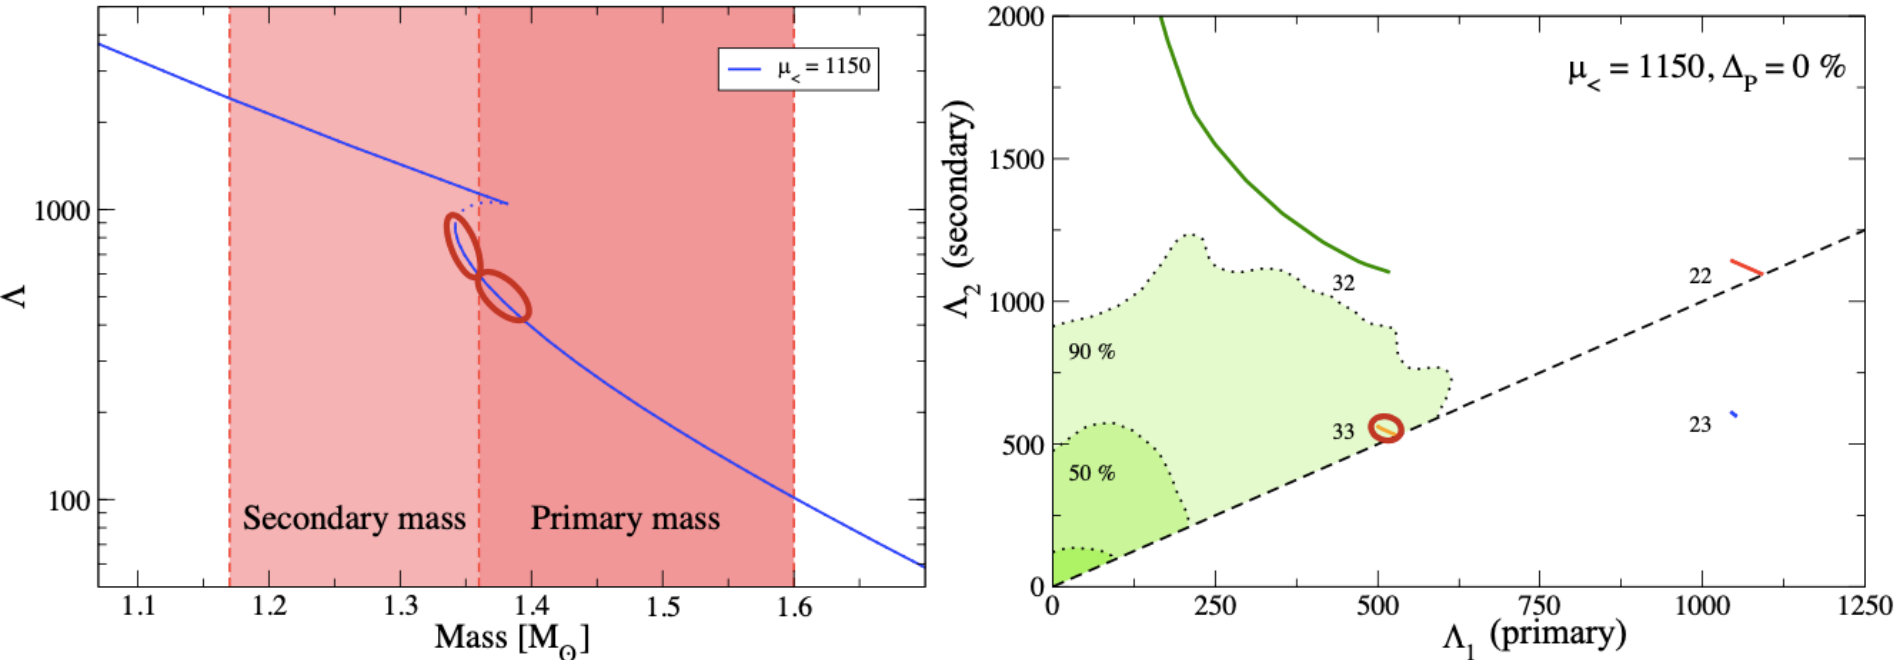 μ< = 1150
1000
100
Λ
Secondary mass
Primary mass
1.1 1.2 1.3 1.4 1.5 1.6
Mass [M⊙]
μ< = 1150, ΔP = 0 %
2000
1500
1000
500
0
Λ2 (secondary)
32
22
90 %
33
23
50 %
0 250 500 750 1000 1250
Λ1 (primary)